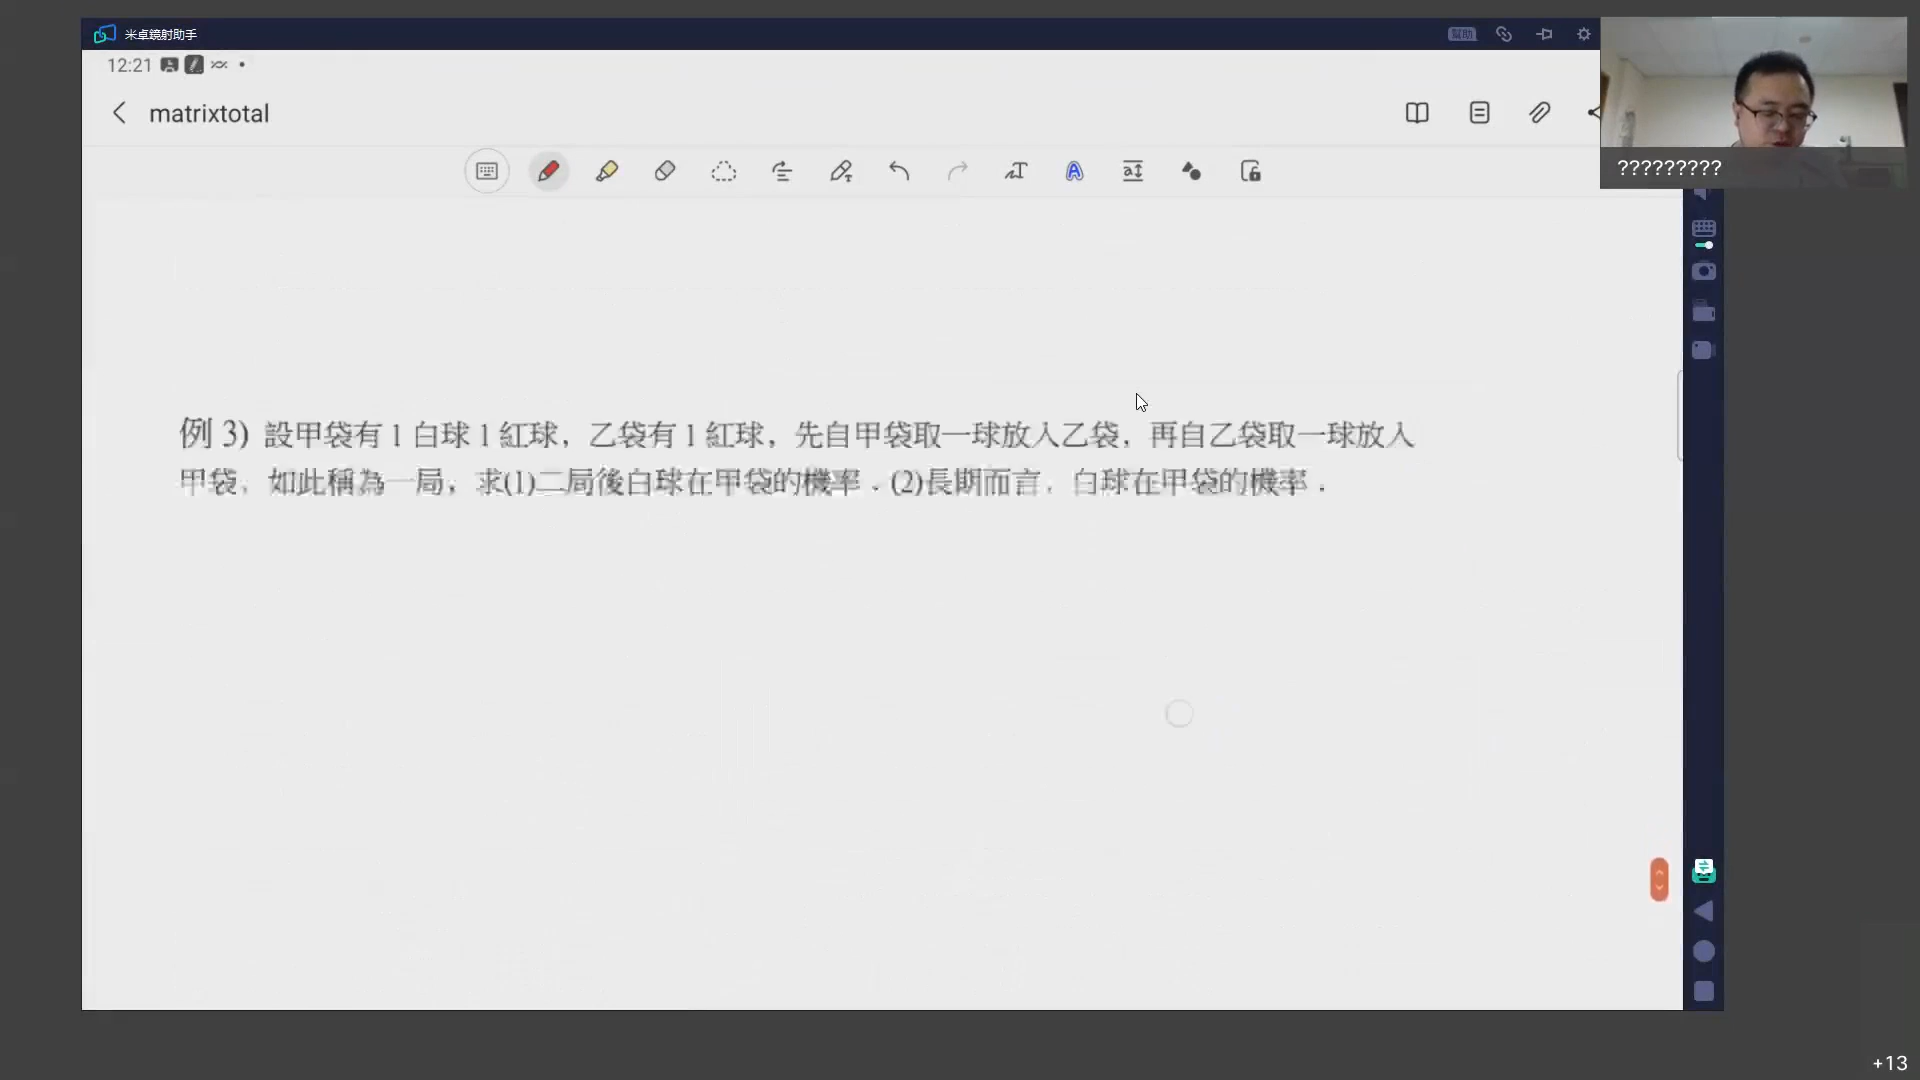 米卓鏡射助手
幫助
12:21
matrixtotal
?????????
例 3) 設甲袋有 1 白球 1 紅球，乙袋有 1 紅球，先自甲袋取一球放入乙袋，再自乙袋取一球放入
甲袋，如此稱為一局，求(1)二局後白球在甲袋的機率．(2)長期而言，白球在甲袋的機率．
+13